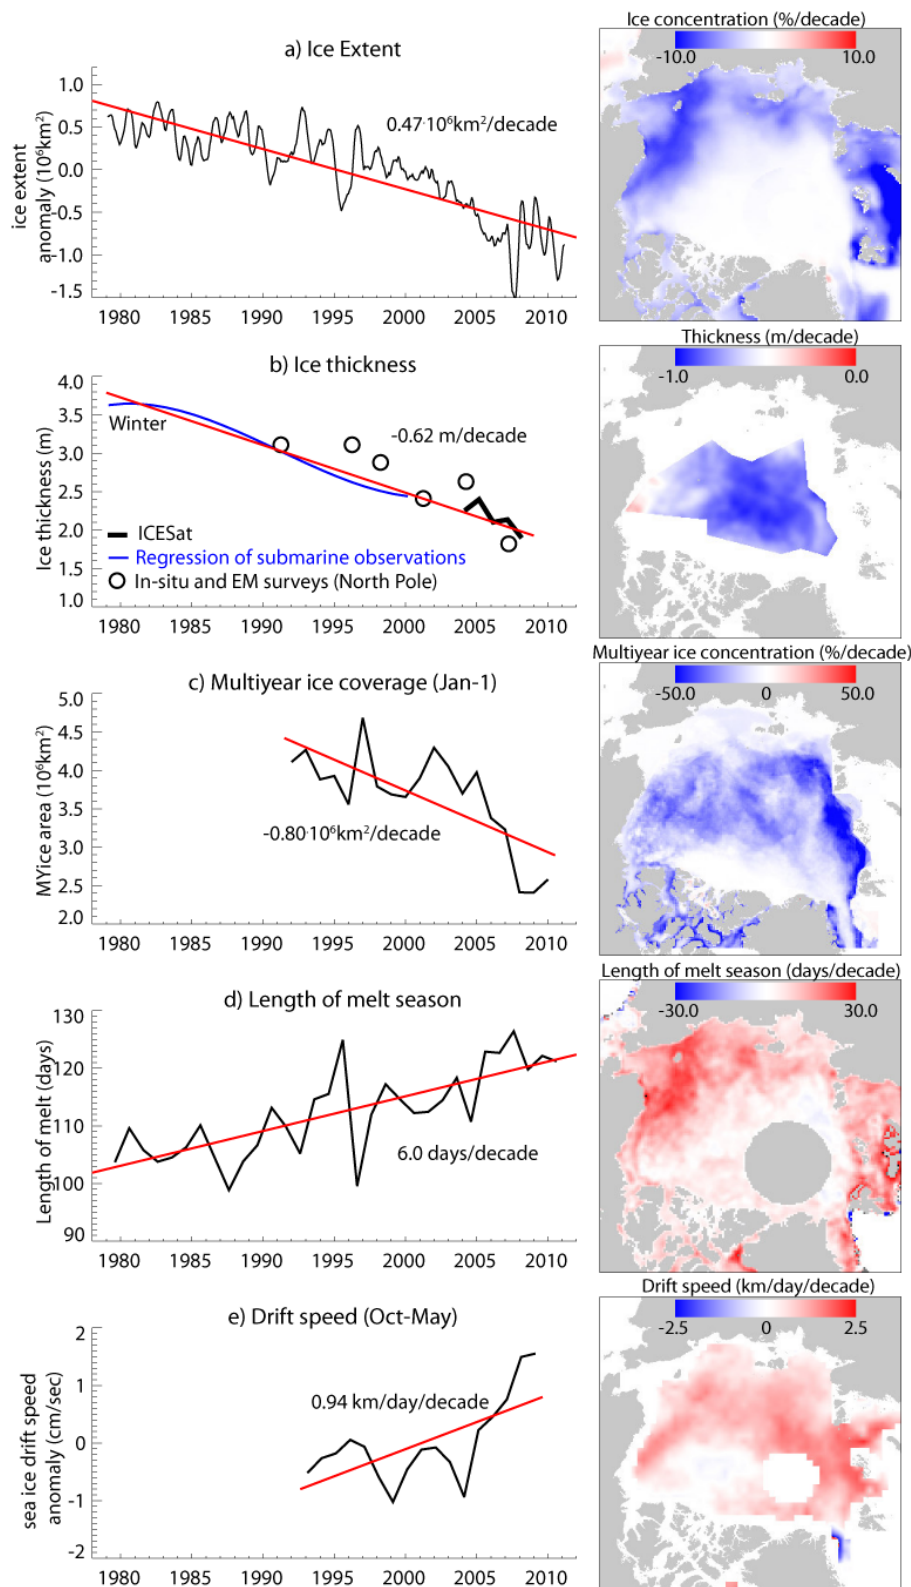 Ice concentration (%/decade)
-10.0 10.0
a) Ice Extent
ice extent
anomaly (10⁶km2)
1.0
0.5
0.0
-0.5
-1.0
-1.5
0.47·10⁶km²/decade
1980 1985 1990 1995 2000 2005 2010
Thickness (m/decade)
-1.0 0.0
b) Ice thickness
Ice thickness (m)
4.0
3.5
3.0
2.5
2.0
1.5
1.0
Winter
-0.62 m/decade
ICESat
Regression of submarine observations
In-situ and EM surveys (North Pole)
1980 1985 1990 1995 2000 2005 2010
Multiyear ice concentration (%/decade)
-50.0 0 50.0
c) Multiyear ice coverage (Jan-1)
MYice area (10⁶km²)
5.0
4.5
4.0
3.5
3.0
2.5
2.0
-0.80·10⁶km²/decade
1980 1985 1990 1995 2000 2005 2010
Length of melt season (days/decade)
-30.0 30.0
d) Length of melt season
Length of melt (days)
130
120
110
100
90
6.0 days/decade
1980 1985 1990 1995 2000 2005 2010
Drift speed (km/day/decade)
-2.5 0 2.5
e) Drift speed (Oct-May)
sea ice drift speed
anomaly (cm/sec)
2
1
0
-1
-2
0.94 km/day/decade
1980 1985 1990 1995 2000 2005 2010